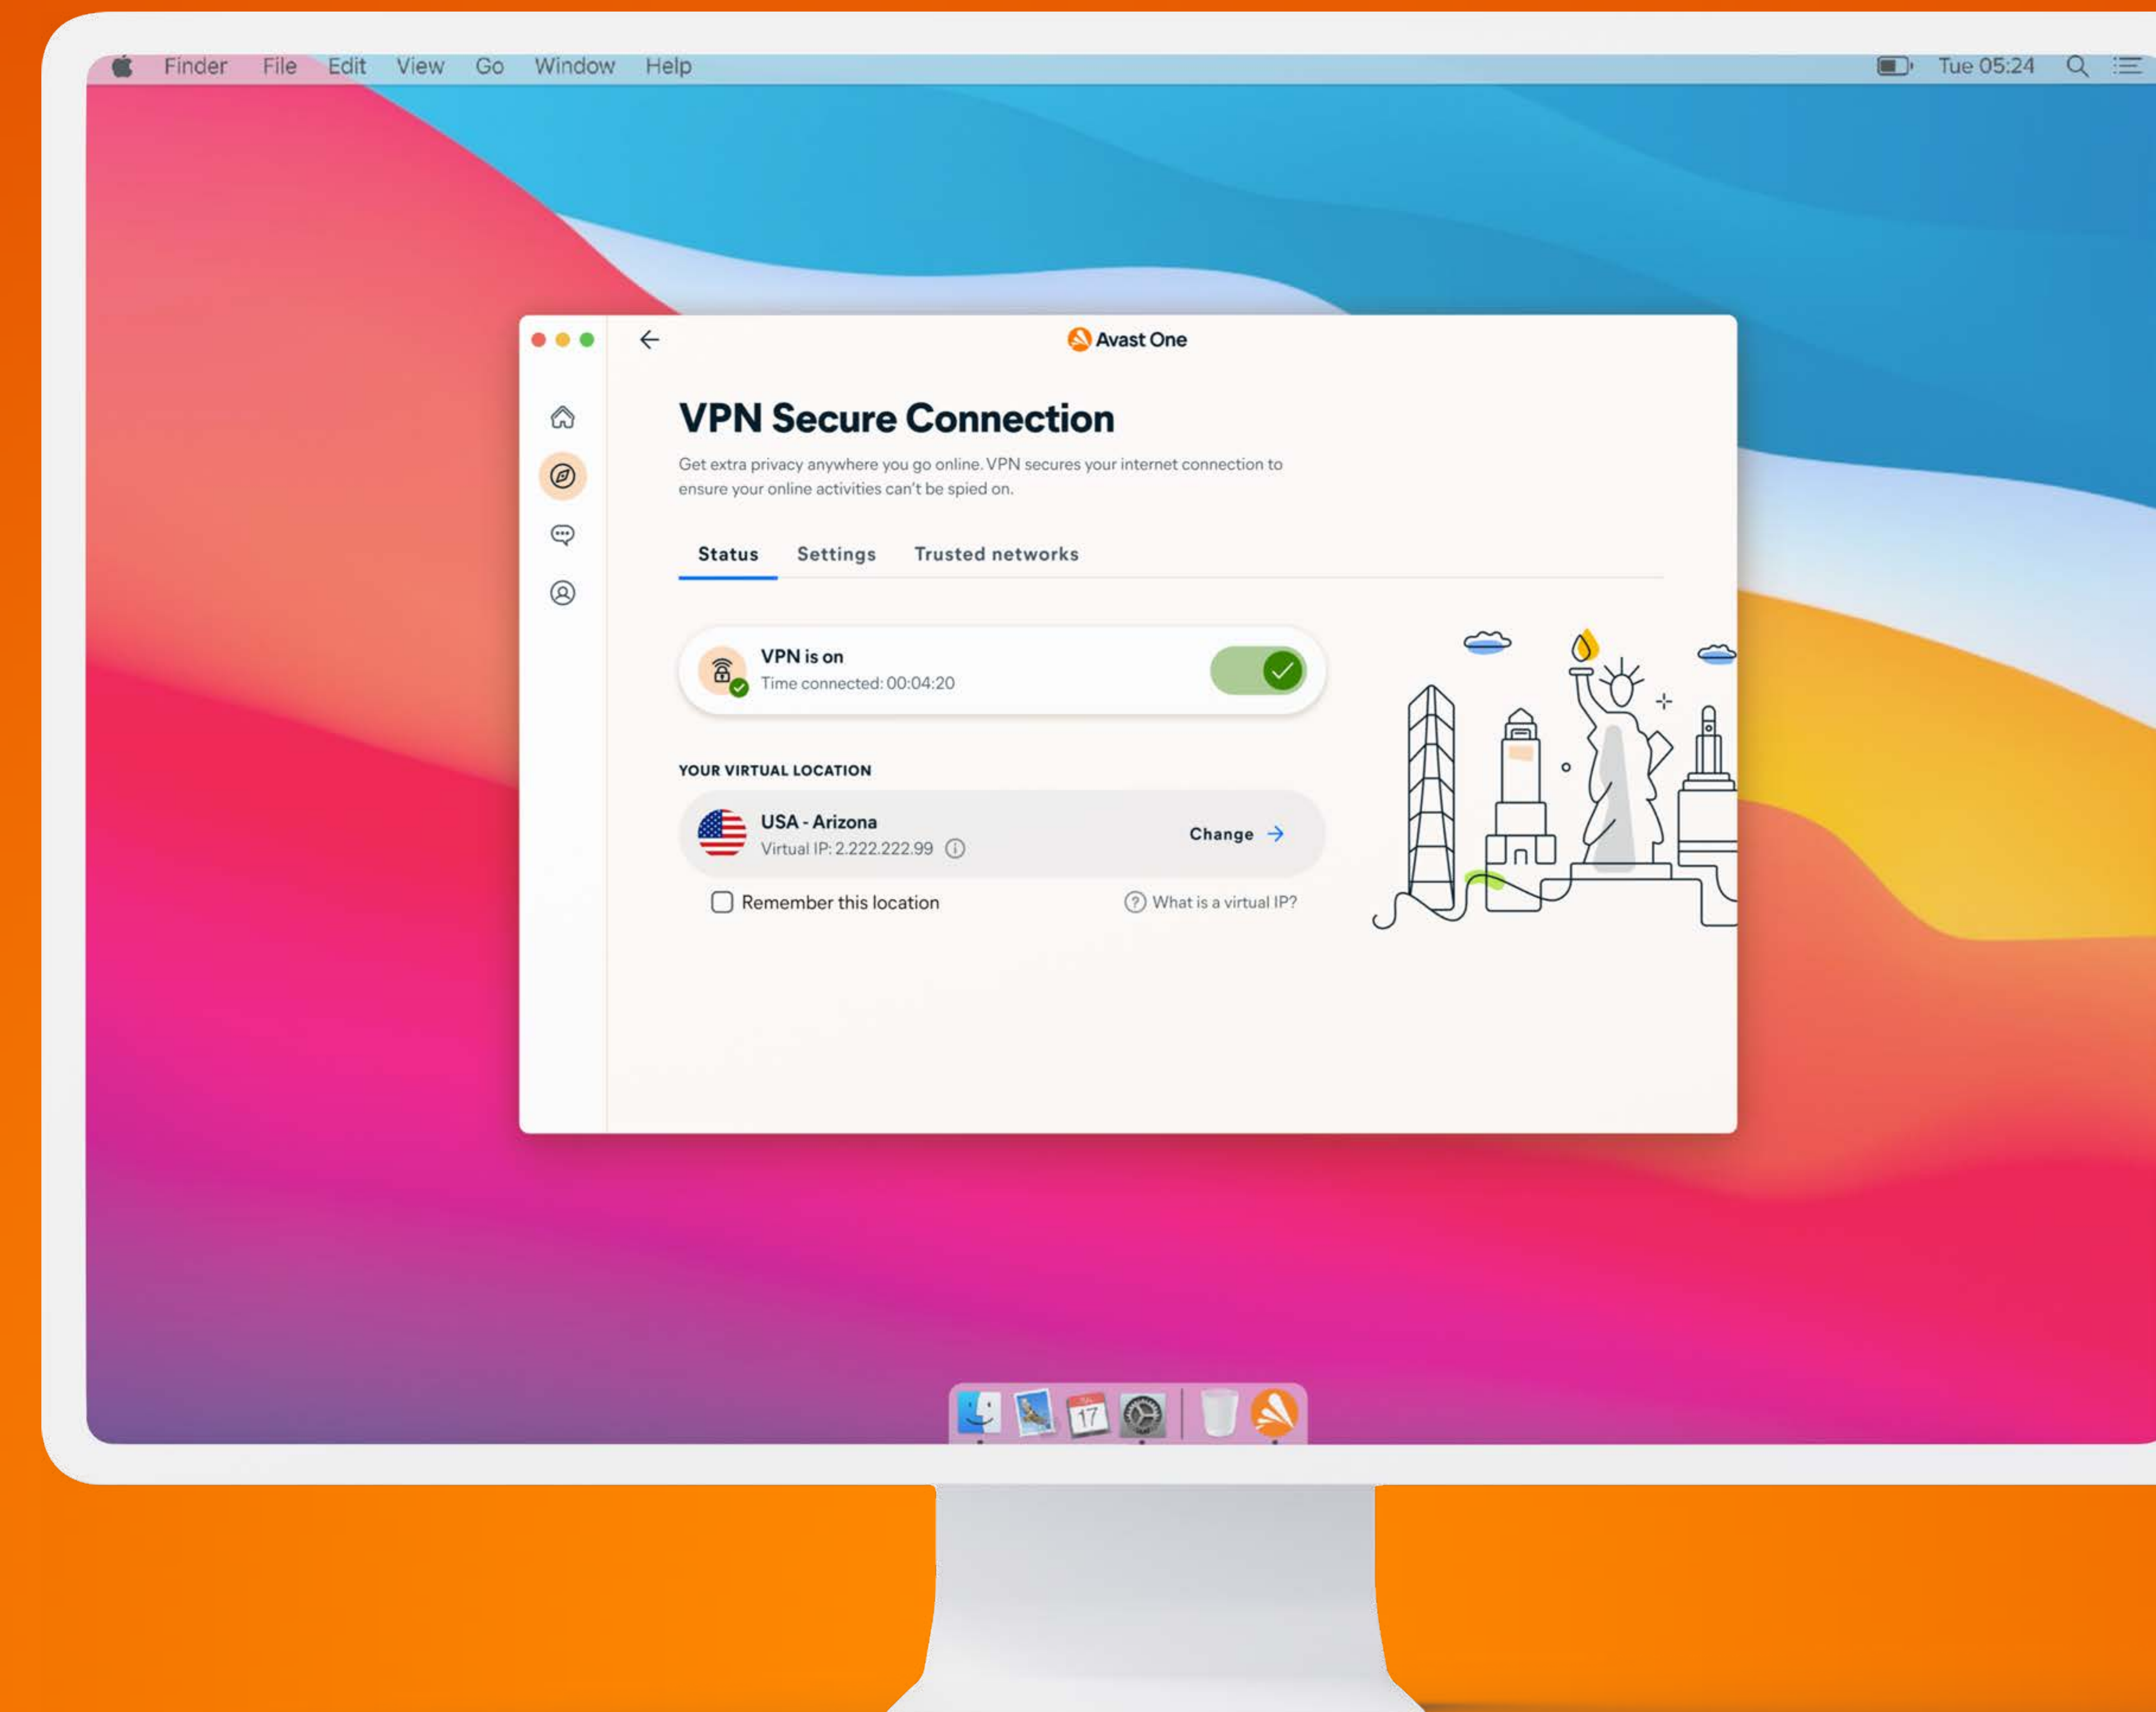 Finder File Edit View Go Window Help
Tue 05:24
Avast One
VPN Secure Connection
Get extra privacy anywhere you go online. VPN secures your internet connection to
ensure your online activities can't be spied on.
Status Settings Trusted networks
VPN is on
Time connected: 00:04:20
YOUR VIRTUAL LOCATION
USA - Arizona
Virtual IP: 2.222.222.99
Change
Remember this location
What is a virtual IP?
17